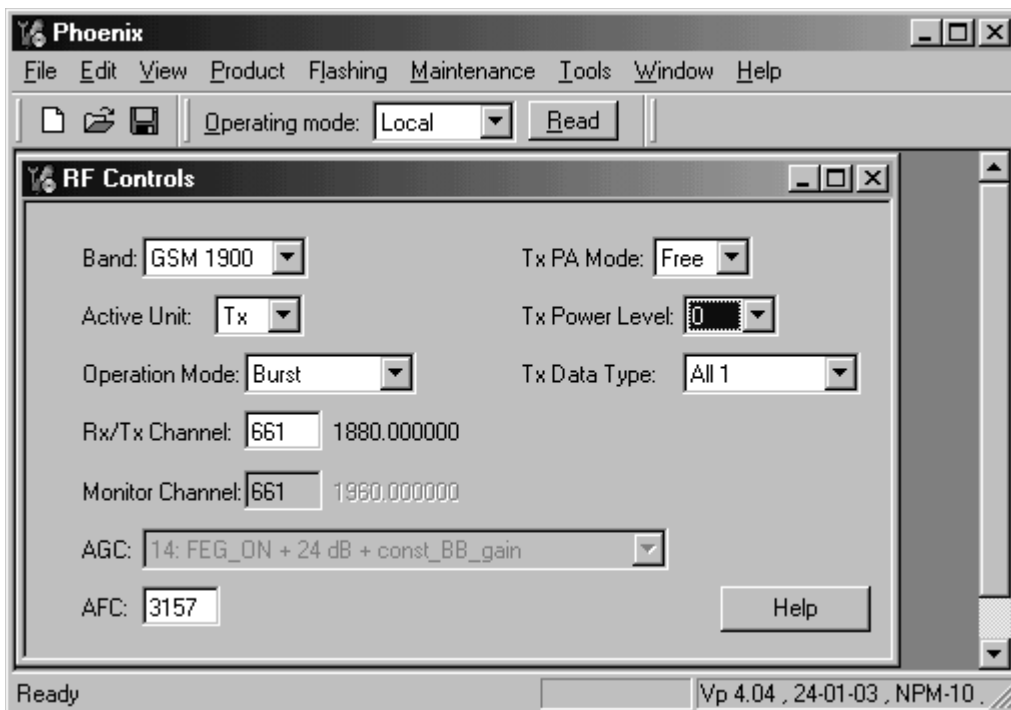 Phoenix
File Edit View Product Flashing Maintenance Tools Window Help
Operating mode: Local Read
RF Controls
Band: GSM 1900 Tx PA Mode: Free
Active Unit: Tx Tx Power Level: 0
Operation Mode: Burst Tx Data Type: All 1
Rx/Tx Channel: 661 1880.000000
Monitor Channel: 661 1960.000000
AGC: 14: FEG_ON + 24 dB + const_BB_gain
AFC: 3157 Help
Ready Vp 4.04 , 24-01-03 , NPM-10 .